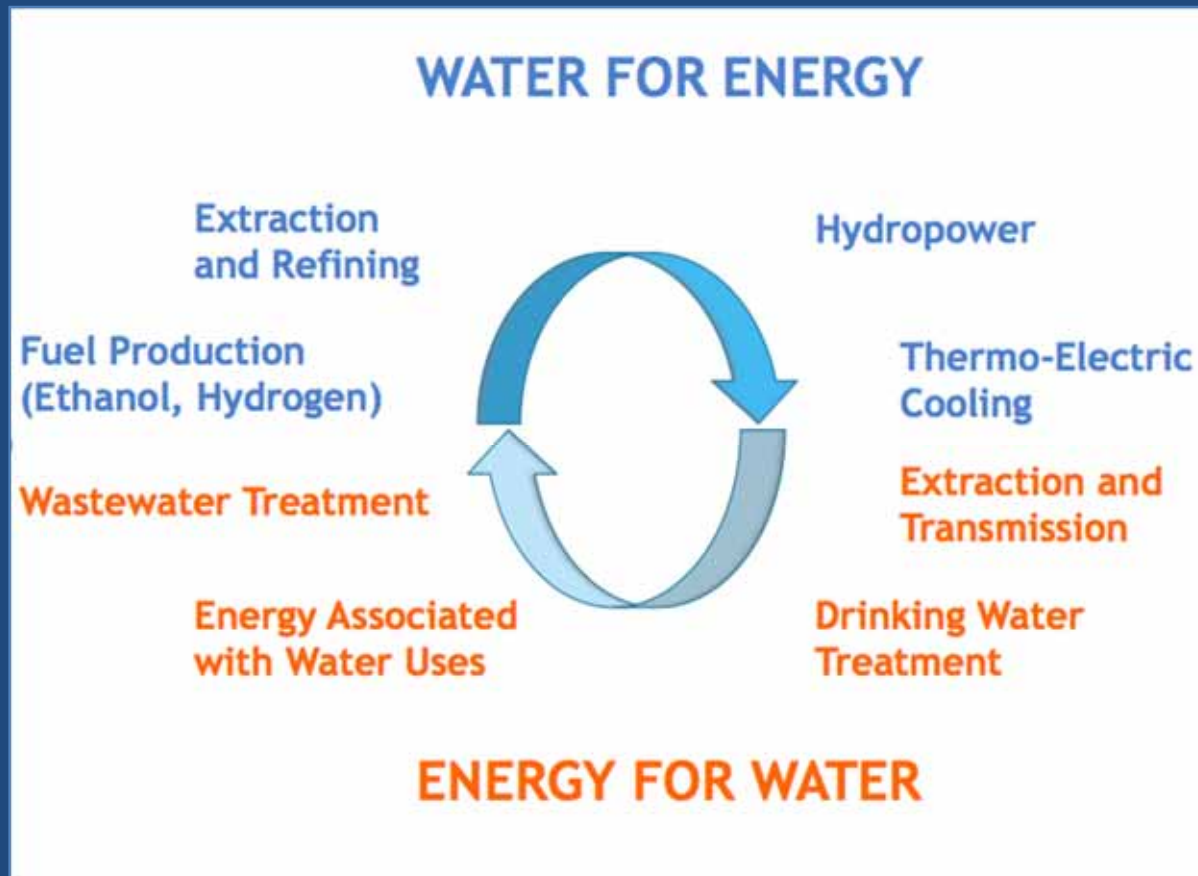 WATER FOR ENERGY
Extraction
and Refining
Hydropower
Fuel Production
(Ethanol, Hydrogen)
Thermo-Electric
Cooling
Wastewater Treatment
Extraction and
Transmission
Energy Associated
with Water Uses
Drinking Water
Treatment
ENERGY FOR WATER